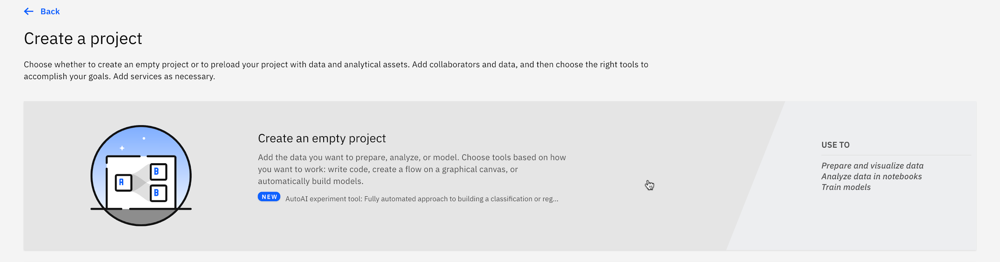 Back
Create a project
Choose whether to create an empty project or to preload your project with data and analytical assets. Add collaborators and data, and then choose the right tools to
accomplish your goals. Add services as necessary.
Create an empty project
Add the data you want to prepare, analyze, or model. Choose tools based on how
you want to work: write code, create a flow on a graphical canvas, or
automatically build models.
NEW AutoAI experiment tool: Fully automated approach to building a classification or reg...
A
B
B
USE TO
Prepare and visualize data
Analyze data in notebooks
Train models